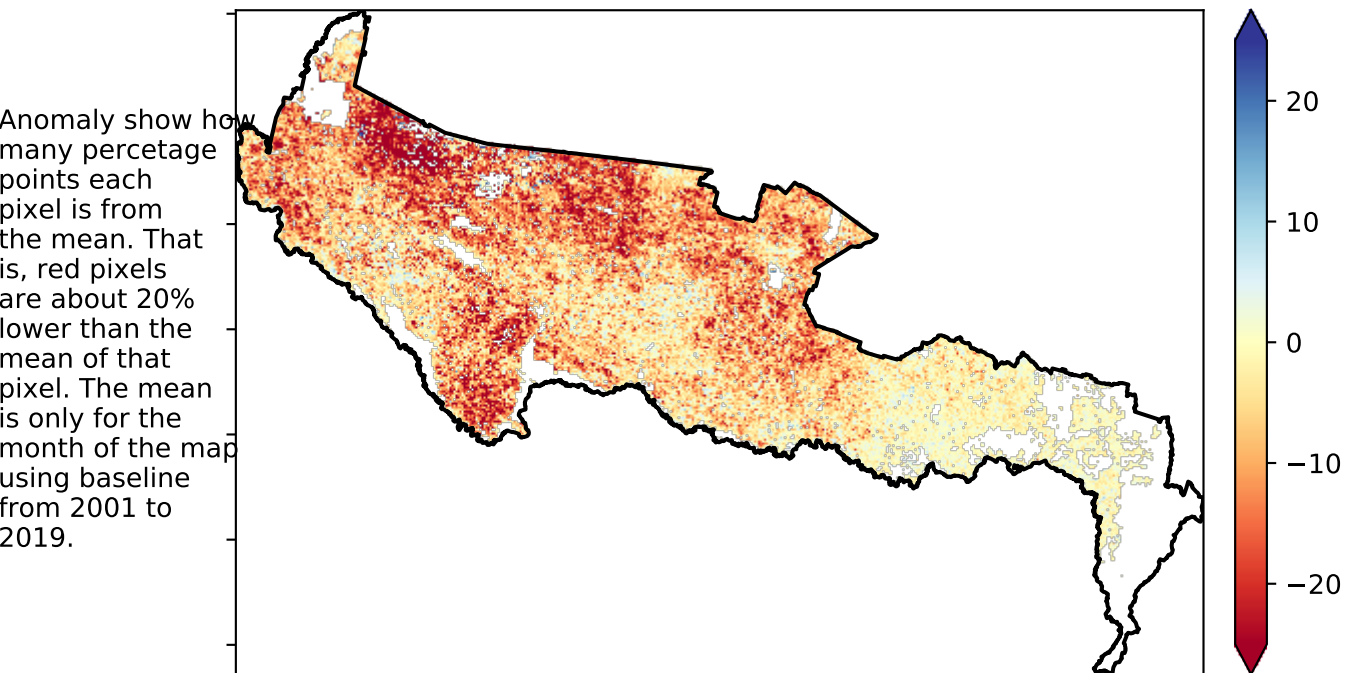 Anomaly show how
many percetage
points each
pixel is from
the mean. That
is, red pixels
are about 20%
lower than the
mean of that
pixel. The mean
is only for the
month of the map
using baseline
from 2001 to
2019.
20
10
0
−10
−20